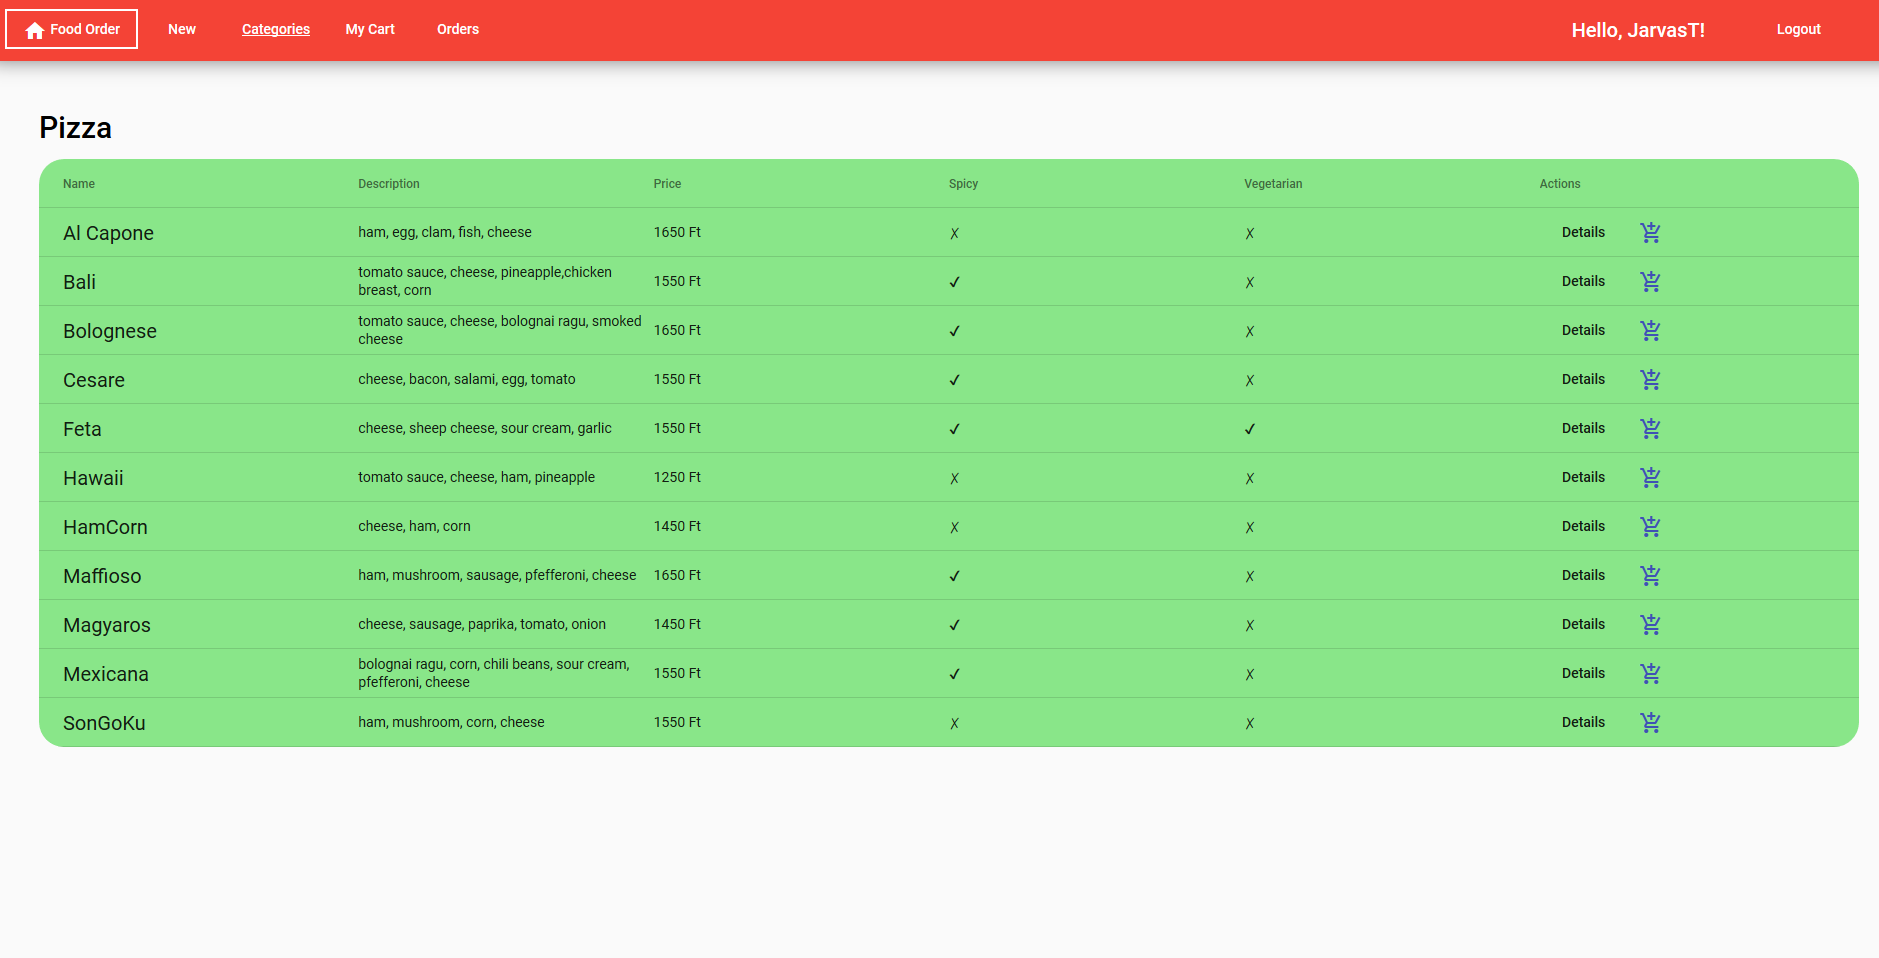 Food Order New Categories My Cart Orders Hello, JarvasT! Logout
Pizza
Name Description Price Spicy Vegetarian Actions
Al Capone ham, egg, clam, fish, cheese 1650 Ft ✗ ✗ Details
Bali tomato sauce, cheese, pineapple,chicken
breast, corn 1550 Ft ✓ ✗ Details
Bolognese tomato sauce, cheese, bolognai ragu, smoked
cheese 1650 Ft ✓ ✗ Details
Cesare cheese, bacon, salami, egg, tomato 1550 Ft ✓ ✗ Details
Feta cheese, sheep cheese, sour cream, garlic 1550 Ft ✓ ✓ Details
Hawaii tomato sauce, cheese, ham, pineapple 1250 Ft ✗ ✗ Details
HamCorn cheese, ham, corn 1450 Ft ✗ ✗ Details
Maffioso ham, mushroom, sausage, pfefferoni, cheese 1650 Ft ✓ ✗ Details
Magyaros cheese, sausage, paprika, tomato, onion 1450 Ft ✓ ✗ Details
Mexicana bolognai ragu, corn, chili beans, sour cream,
pfefferoni, cheese 1550 Ft ✓ ✗ Details
SonGoKu ham, mushroom, corn, cheese 1550 Ft ✗ ✗ Details